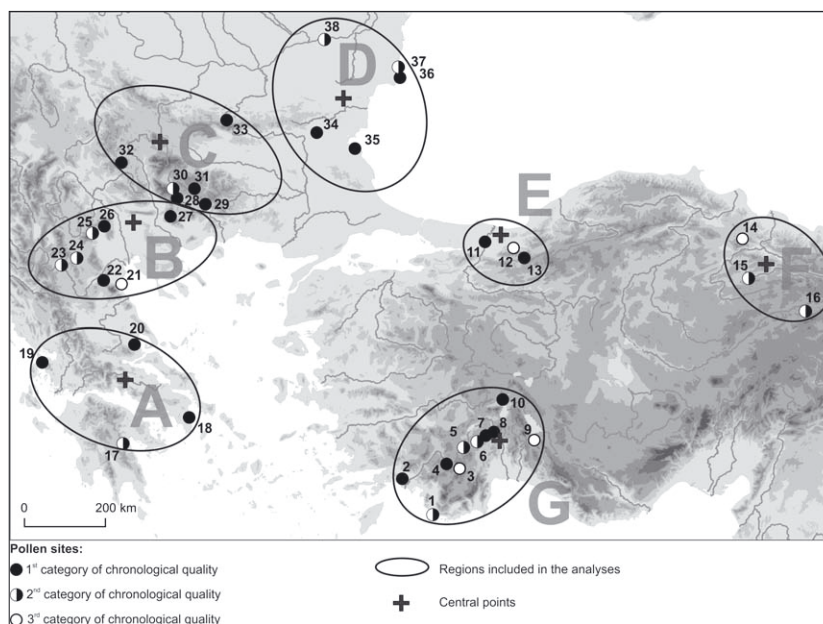 38
37
36
D
33
34
35
32
C
30 31
28
29
27
26
25
24
23
B
22 21
E
11
12
13
14
F
15
16
20
19
A
18
17
10
7 8
9
5
6
4
3
2
1
G
0 200 km
Pollen sites:
1st category of chronological quality
2nd category of chronological quality
3rd category of chronological quality
Regions included in the analyses
Central points